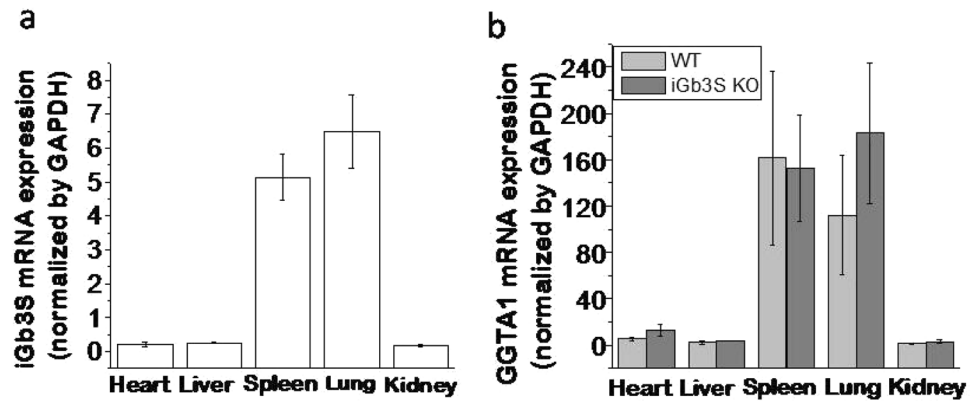 a
iGb3S mRNA expression
(normalized by GAPDH)
8
7
6
5
4
3
2
1
0
Heart Liver Spleen Lung Kidney
b
GGTA1 mRNA expression
(normalized by GAPDH)
WT
iGb3S KO
240
200
160
120
80
40
0
Heart Liver Spleen Lung Kidney